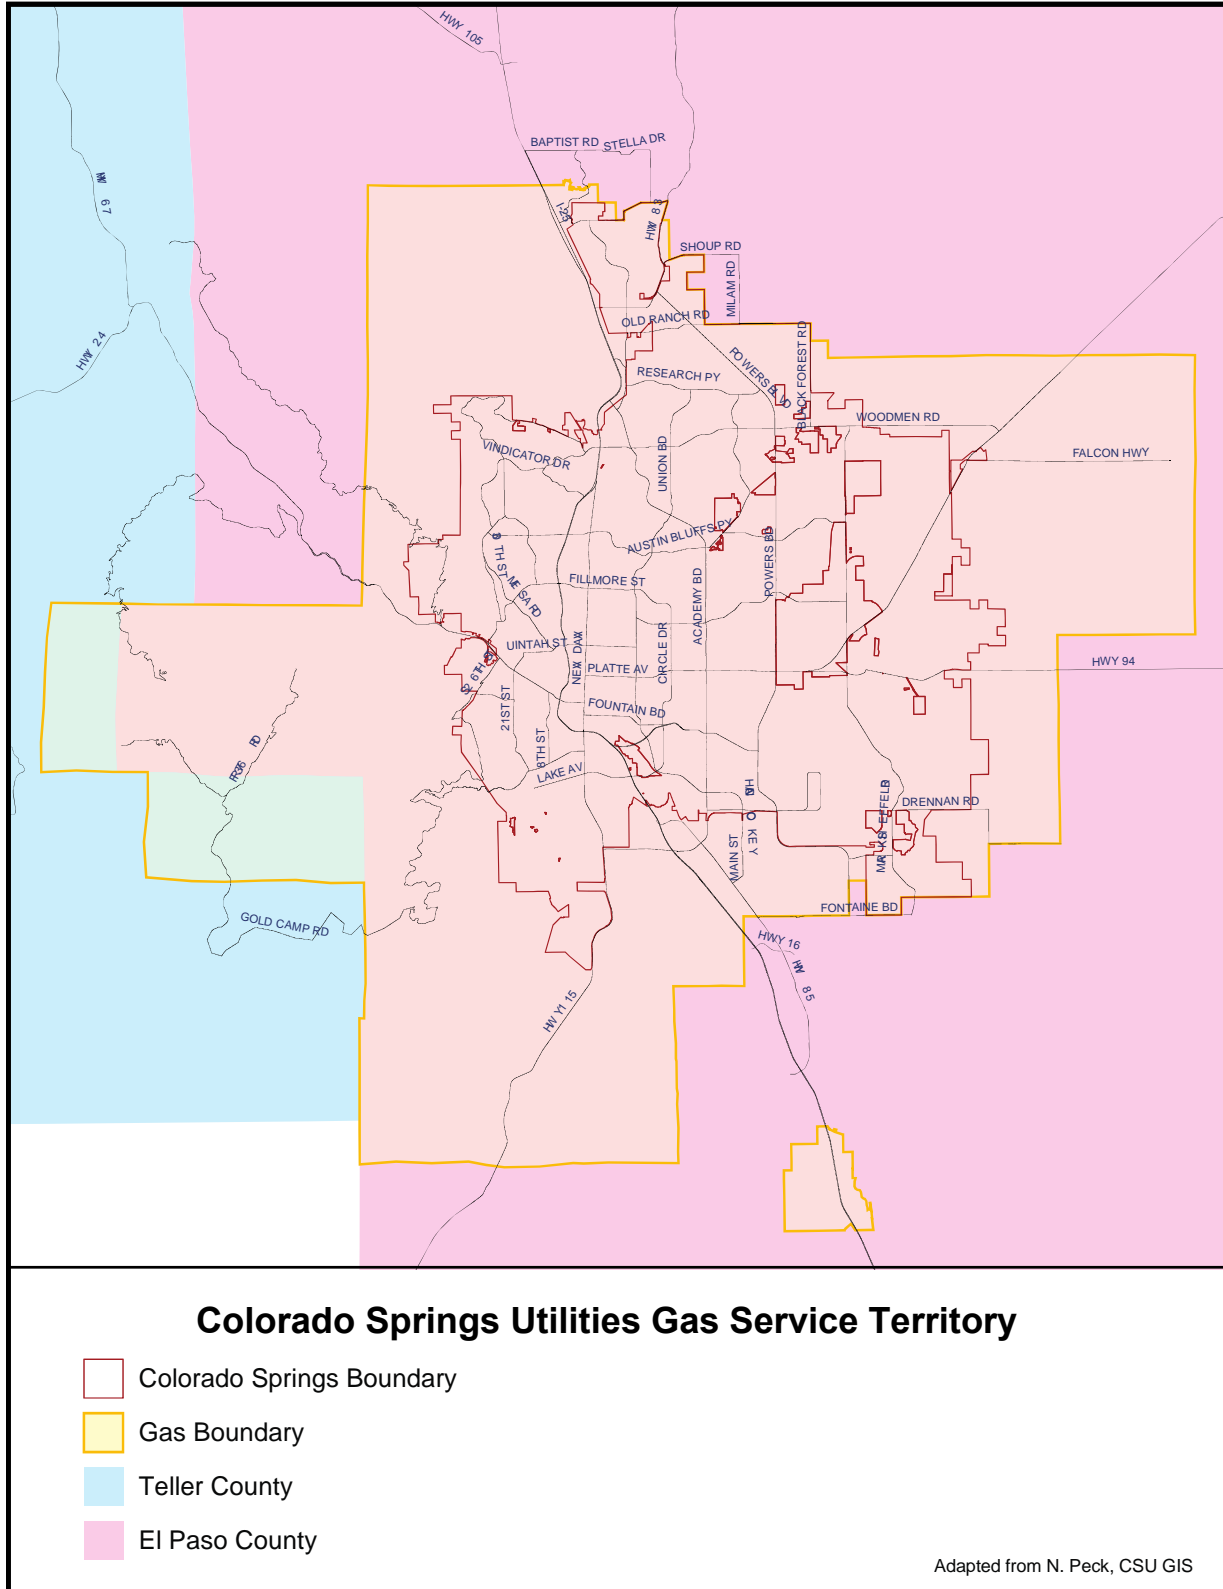 HWY 105
BAPTIST RD
STELLA DR
I-25
HWY 83
SHOUP RD
MILAM RD
HWY 24
OLD RANCH RD
POWERS BLVD
BLACK FOREST RD
RESEARCH PY
WOODMEN RD
VINDICATOR DR
UNION BD
FALCON HWY
AUSTIN BLUFFS PY
POWERS BD
FILLMORE ST
MESA RD
ACADEMY BD
UINTAH ST
CIRCLE DR
PLATTE AV
HWY 94
21ST ST
FOUNTAIN BD
8TH ST
LAKE AV
DRENNAN RD
MAIN ST
FONTAINE BD
GOLD CAMP RD
HWY 16
HWY 115
Colorado Springs Utilities Gas Service Territory
Colorado Springs Boundary
Gas Boundary
Teller County
El Paso County
Adapted from N. Peck, CSU GIS